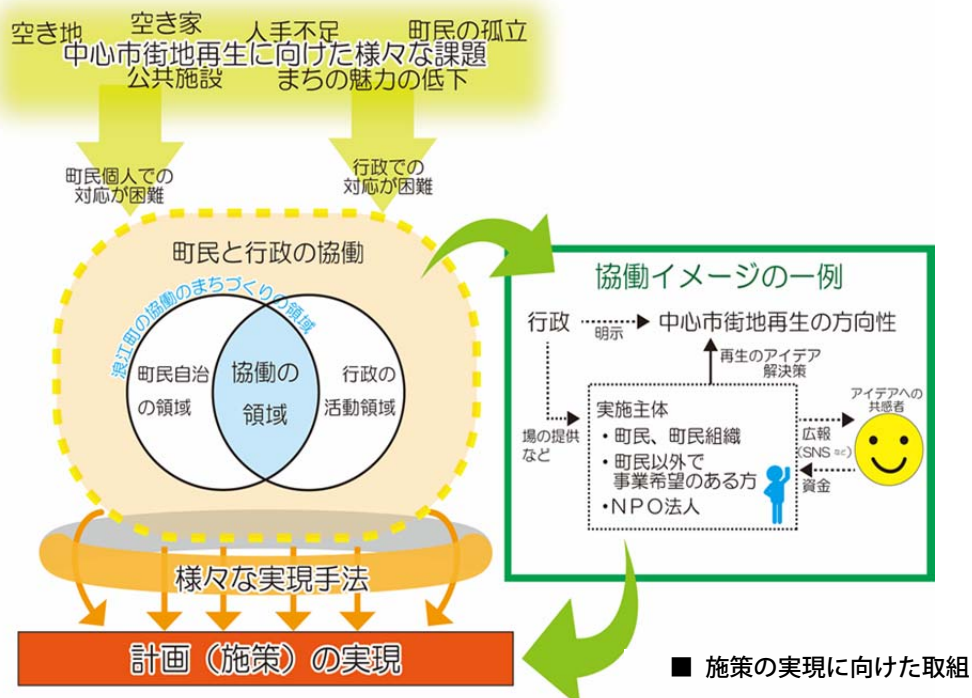 空き地
空き家
人手不足
町民の孤立
中心市街地再生に向けた様々な課題
公共施設
まちの魅力の低下
町民個人での
対応が困難
行政での
対応が困難
町民と行政の協働
浪江町の協働のまちづくりの領域
町民自治
の領域
協働の
領域
行政の
活動領域
様々な実現手法
計画（施策）の実現
協働イメージの一例
行政
明示
中心市街地再生の方向性
再生のアイデア
解決策
場の提供
など
実施主体
・町民、町民組織
・町民以外で
事業希望のある方
・NPO法人
アイデアへの
共感者
広報
(SNS など)
資金
■ 施策の実現に向けた取組